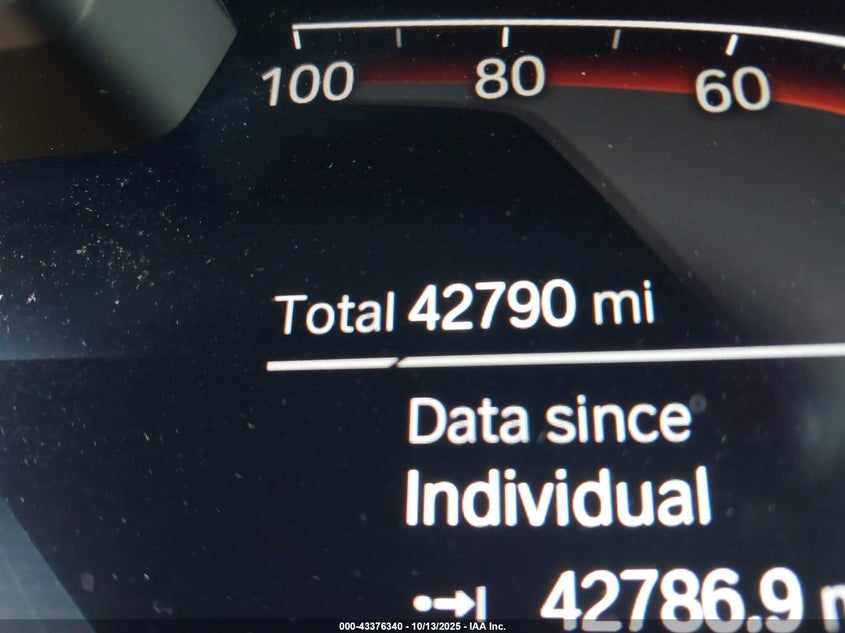 100 80 60
Total 42790 mi
Data since
Individual
42786.9
000-43376340 - 10/13/2025 - IAA Inc.